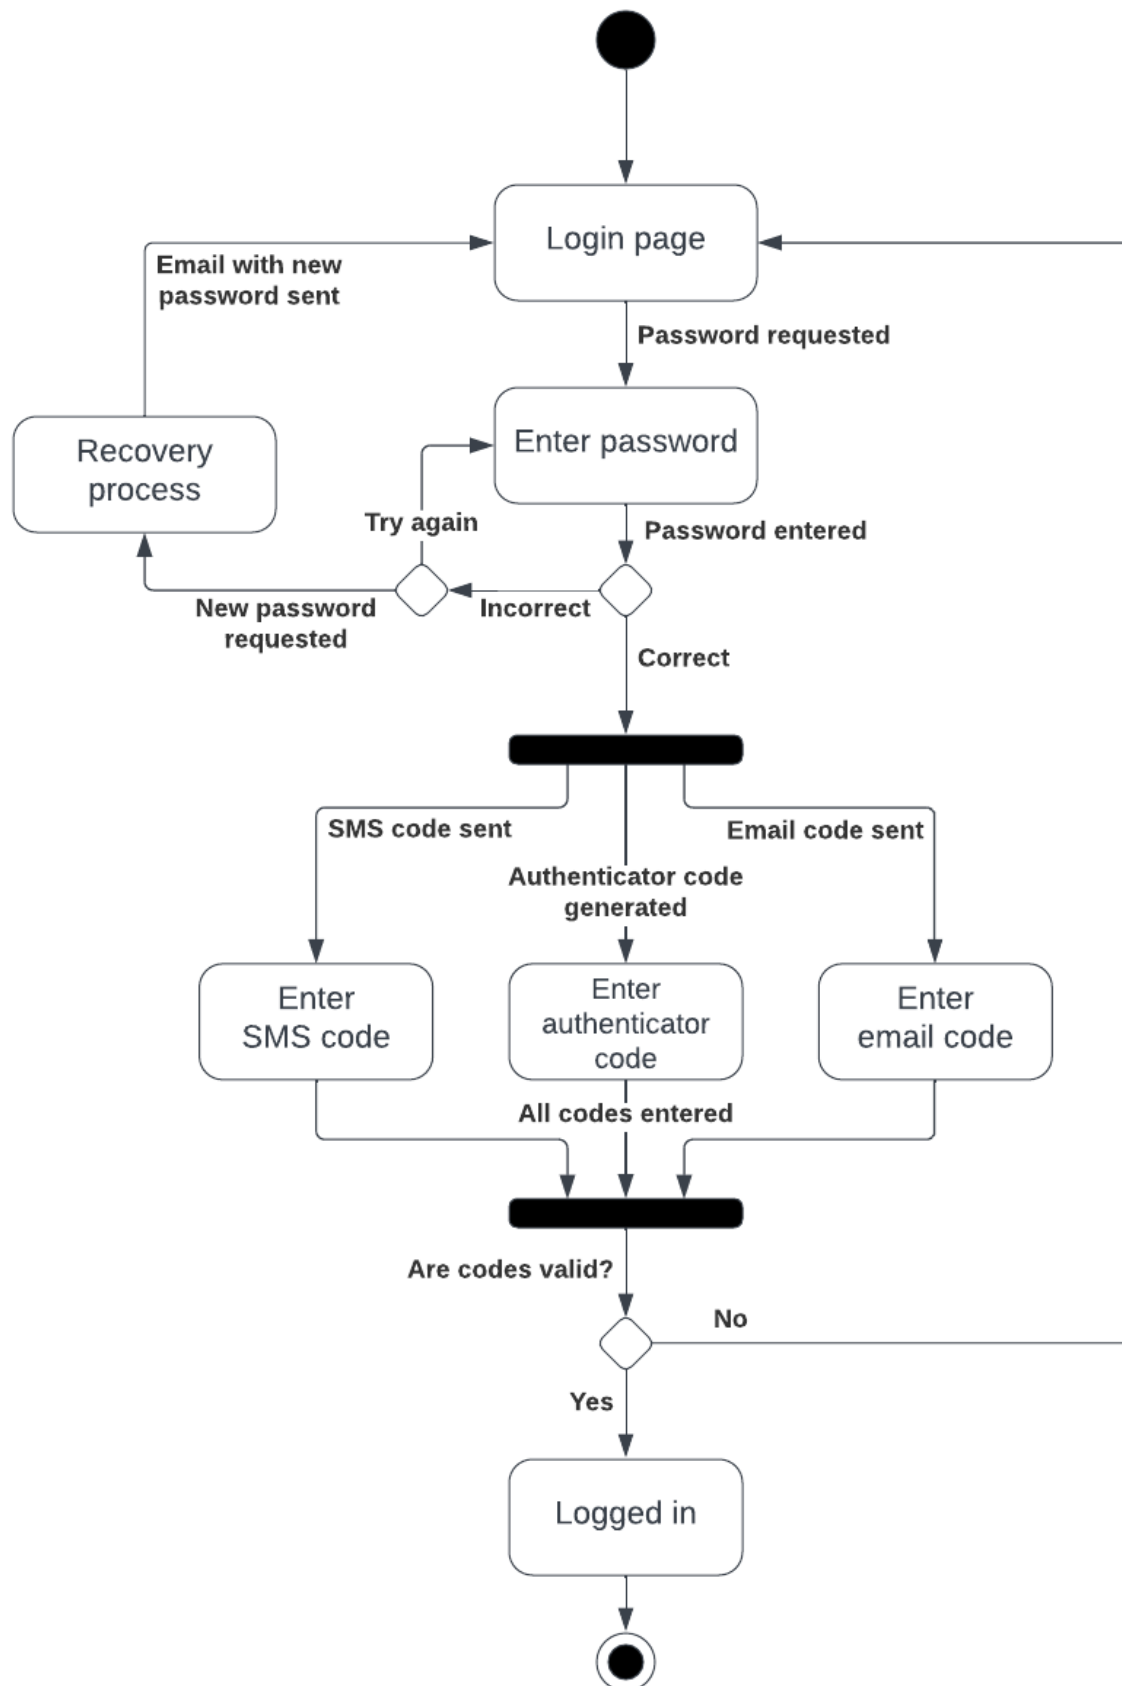 Login page
Email with new
password sent
Password requested
Recovery
process
Enter password
Try again
Password entered
New password
requested
Incorrect
Correct
SMS code sent
Email code sent
Authenticator code
generated
Enter
SMS code
Enter
authenticator
code
Enter
email code
All codes entered
Are codes valid?
No
Yes
Logged in